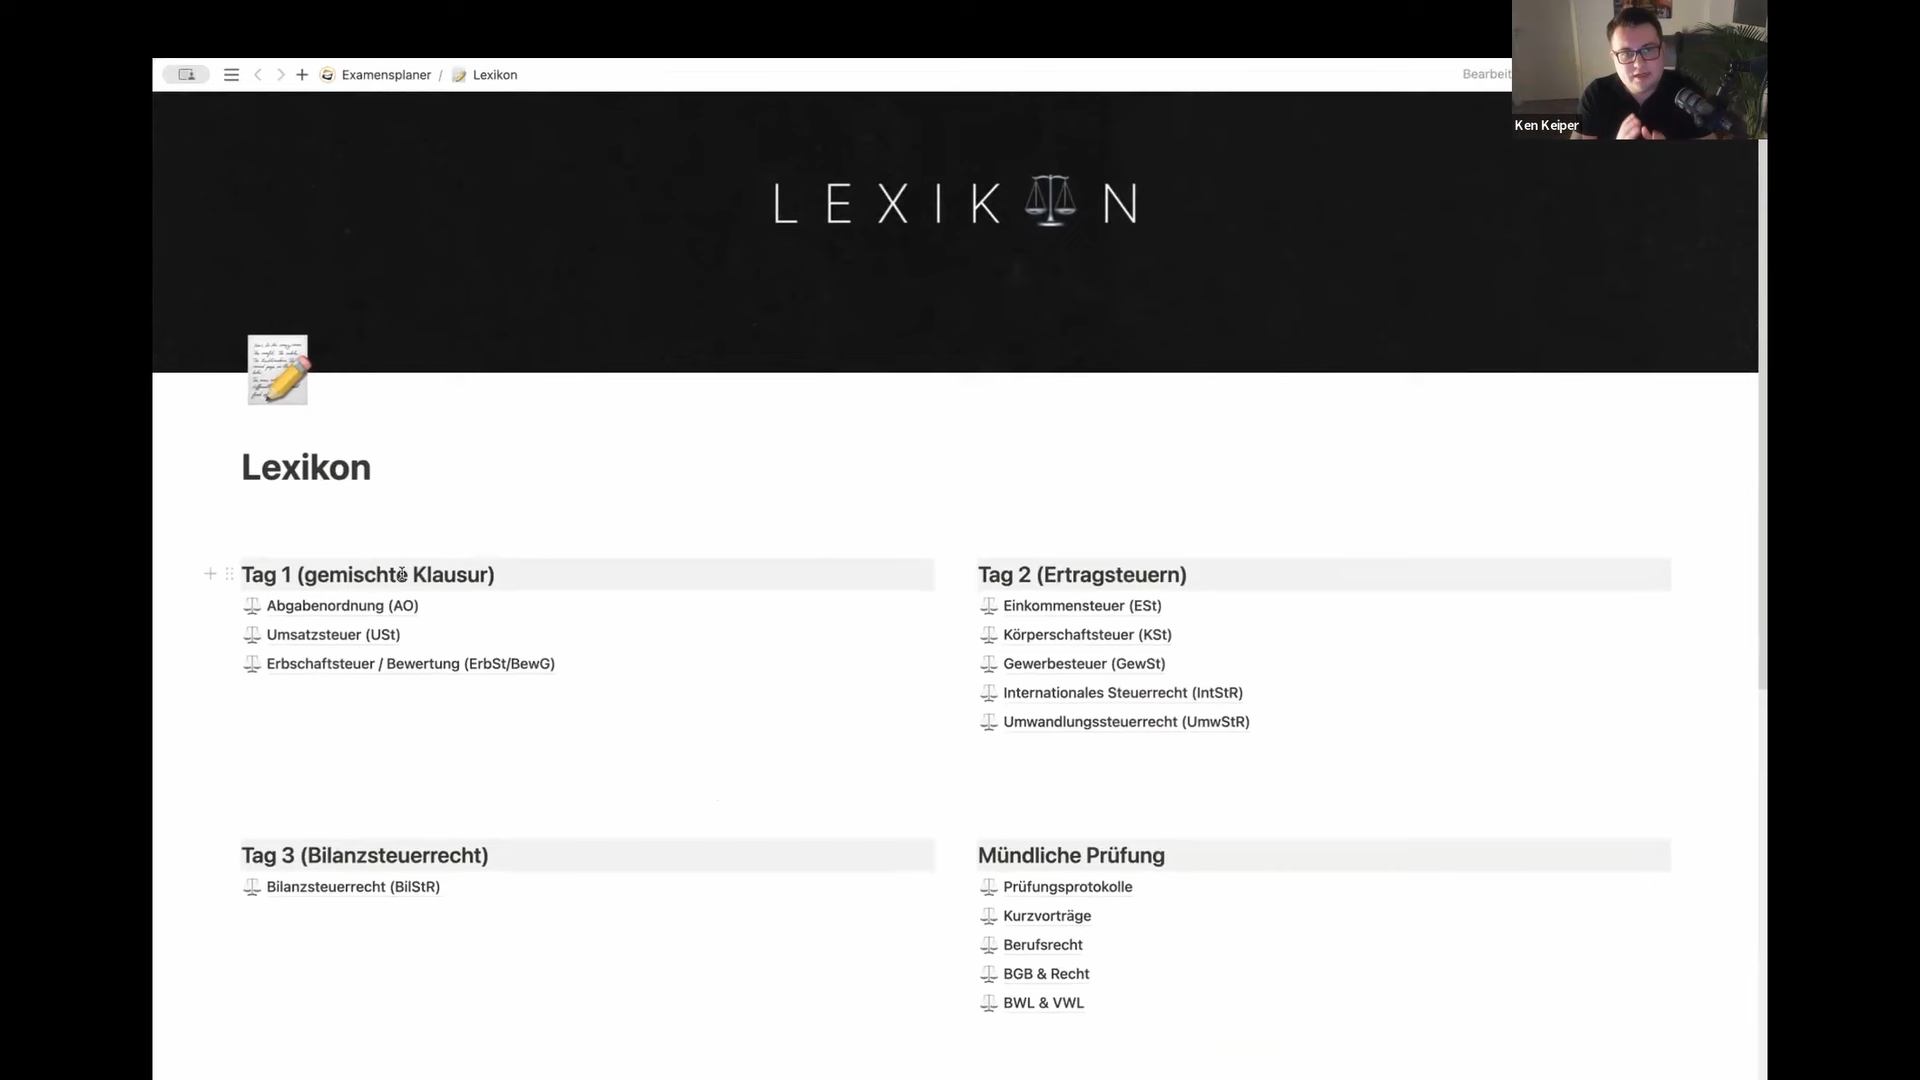 Examensplaner / Lexikon
Bearbeit
Ken Keiper
LEXIKON
Lexikon
Tag 1 (gemischte Klausur)
Abgabenordnung (AO)
Umsatzsteuer (USt)
Erbschaftsteuer / Bewertung (ErbSt/BewG)
Tag 2 (Ertragsteuern)
Einkommensteuer (ESt)
Körperschaftsteuer (KSt)
Gewerbesteuer (GewSt)
Internationales Steuerrecht (IntStR)
Umwandlungssteuerrecht (UmwStR)
Tag 3 (Bilanzsteuerrecht)
Bilanzsteuerrecht (BilStR)
Mündliche Prüfung
Prüfungsprotokolle
Kurzvorträge
Berufsrecht
BGB & Recht
BWL & VWL